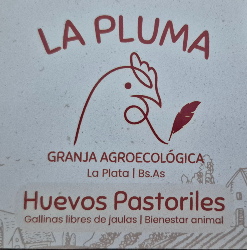 LA PLUMA
GRANJA AGROECOLÓGICA
La Plata | Bs.As
Huevos Pastoriles
Gallinas libres de jaulas | Bienestar animal